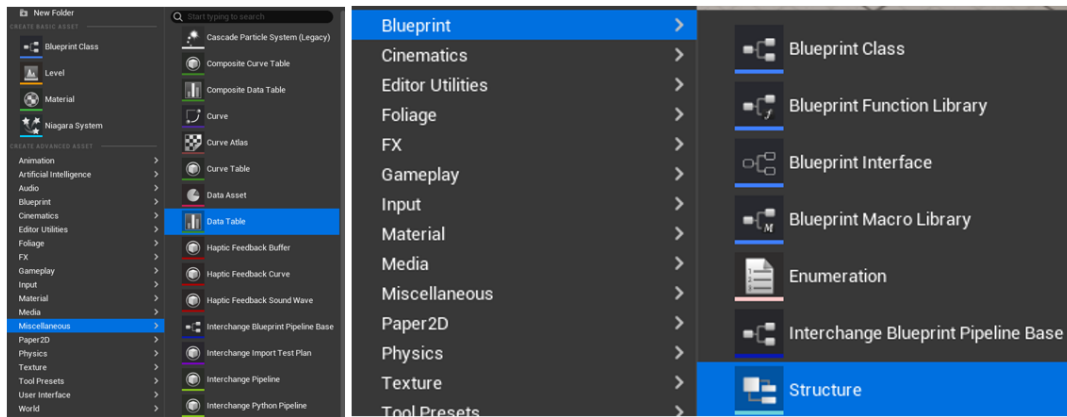 New Folder
CREATE BASIC ASSET
Blueprint Class
Level
Material
Niagara System
CREATE ADVANCED ASSET
Animation
Artificial Intelligence
Audio
Blueprint
Cinematics
Editor Utilities
Foliage
FX
Gameplay
Input
Material
Media
Miscellaneous
Paper2D
Physics
Texture
Tool Presets
User Interface
World
Start typing to search
Cascade Particle System (Legacy)
Composite Curve Table
Composite Data Table
Curve
Curve Atlas
Curve Table
Data Asset
Data Table
Haptic Feedback Buffer
Haptic Feedback Curve
Haptic Feedback Sound Wave
Interchange Blueprint Pipeline Base
Interchange Import Test Plan
Interchange Pipeline
Interchange Python Pipeline
Blueprint
Cinematics
Editor Utilities
Foliage
FX
Gameplay
Input
Material
Media
Miscellaneous
Paper2D
Physics
Texture
Tool Presets
Blueprint Class
Blueprint Function Library
Blueprint Interface
Blueprint Macro Library
Enumeration
Interchange Blueprint Pipeline Base
Structure